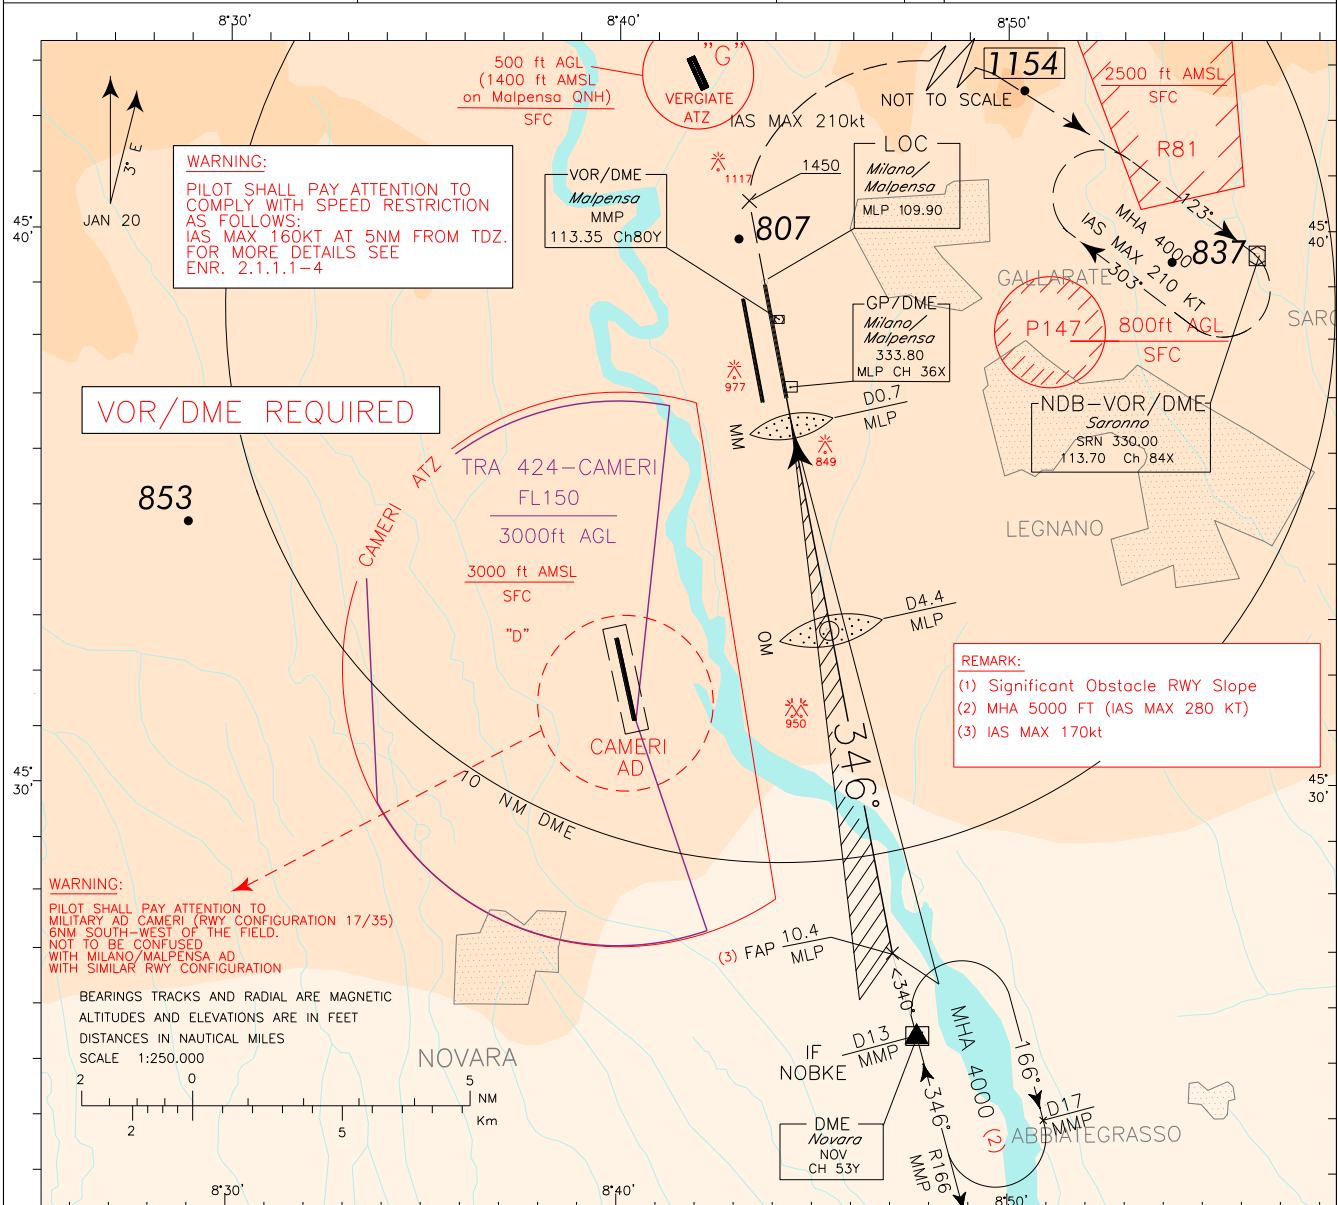 8°30'
8°40'
8°50'
3° E
JAN 20
WARNING:
PILOT SHALL PAY ATTENTION TO
COMPLY WITH SPEED RESTRICTION
AS FOLLOWS:
IAS MAX 160KT AT 5NM FROM TDZ.
FOR MORE DETAILS SEE
ENR. 2.1.1.1-4
500 ft AGL
(1400 ft AMSL
on Malpensa QNH)
SFC
"G"
VERGIATE
ATZ
IAS MAX 210kt
NOT TO SCALE
1154
2500 ft AMSL
SFC
R81
1117
1450
VOR/DME
Malpensa
MMP
113.35 Ch80Y
LOC
Milano/
Malpensa
MLP 109.90
807
123°
MHA 4000
IAS MAX 210 KT
303°
837
45°
40'
45°
40'
GALLARATE
SARO
P147
800ft AGL
SFC
GP/DME
Milano/
Malpensa
333.80
MLP CH 36X
977
D0.7
MLP
MM
849
NDB-VOR/DME
Saronno
SRN 330.00
113.70 Ch 84X
LEGNANO
VOR/DME REQUIRED
853
CAMERI ATZ
TRA 424-CAMERI
FL150
3000ft AGL
3000 ft AMSL
SFC
"D"
CAMERI
AD
D4.4
MLP
OM
950
346°
REMARK:
(1) Significant Obstacle RWY Slope
(2) MHA 5000 FT (IAS MAX 280 KT)
(3) IAS MAX 170kt
45°
30'
45°
30'
10 NM DME
WARNING:
PILOT SHALL PAY ATTENTION TO
MILITARY AD CAMERI (RWY CONFIGURATION 17/35)
6NM SOUTH-WEST OF THE FIELD.
NOT TO BE CONFUSED
WITH MILANO/MALPENSA AD
WITH SIMILAR RWY CONFIGURATION
BEARINGS TRACKS AND RADIAL ARE MAGNETIC
ALTITUDES AND ELEVATIONS ARE IN FEET
DISTANCES IN NAUTICAL MILES
SCALE 1:250.000
2 0 5 NM
2 5 Km
NOVARA
(3) FAP 10.4
MLP
340°
IF
NOBKE
D13
MMP
MHA 4000 (2)
166°
D17
MMP
346°
R166
MMP
ABBIATEGRASSO
DME
Novara
NOV
CH 53Y
8°30'
8°40'
8°50'